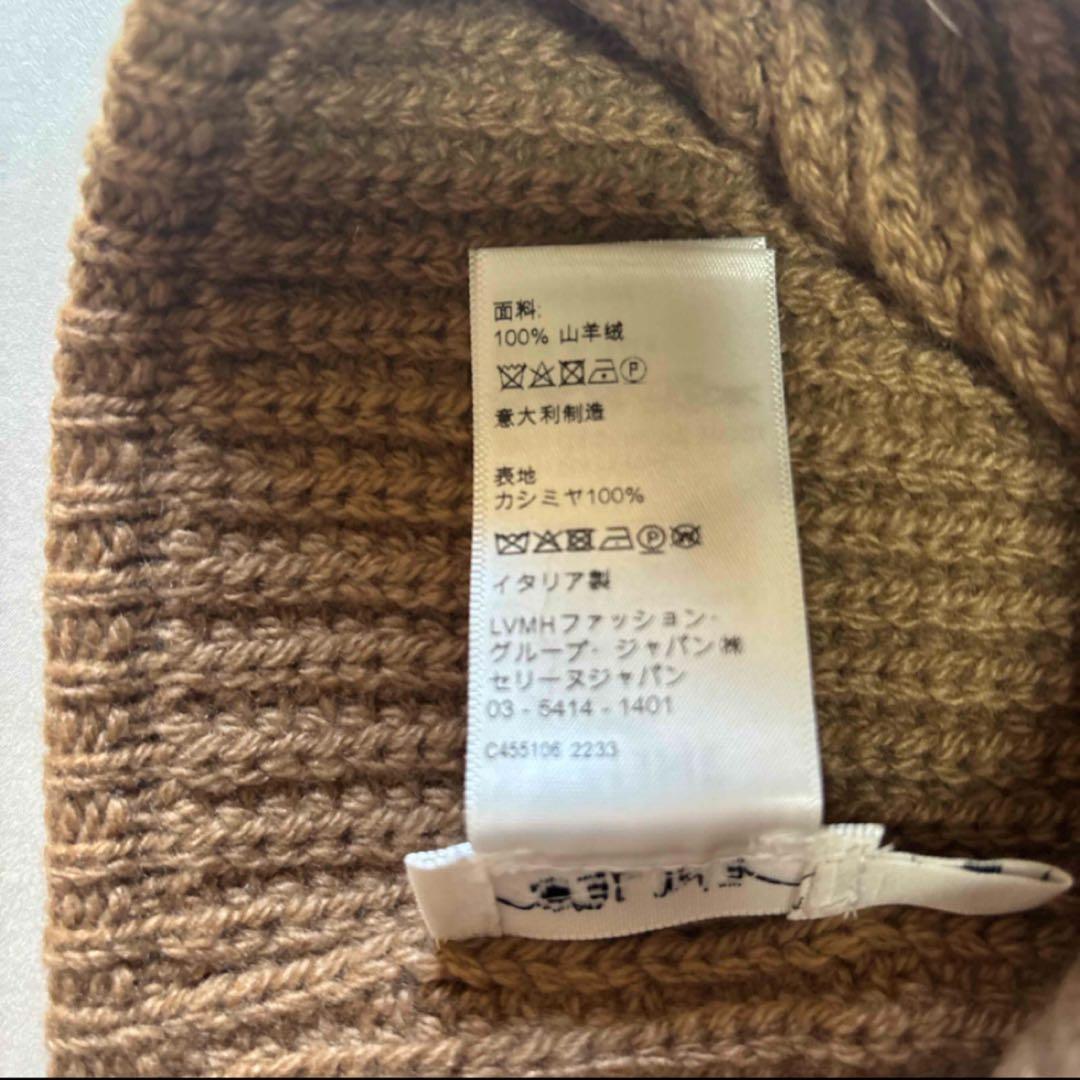 面料:
100% 山羊绒
意大利制造
表地
カシミヤ100%
イタリア製
LVMHファッション・
グループ・ジャパン㈱
セリーヌジャパン
03 - 5414 - 1401
C455106 2233